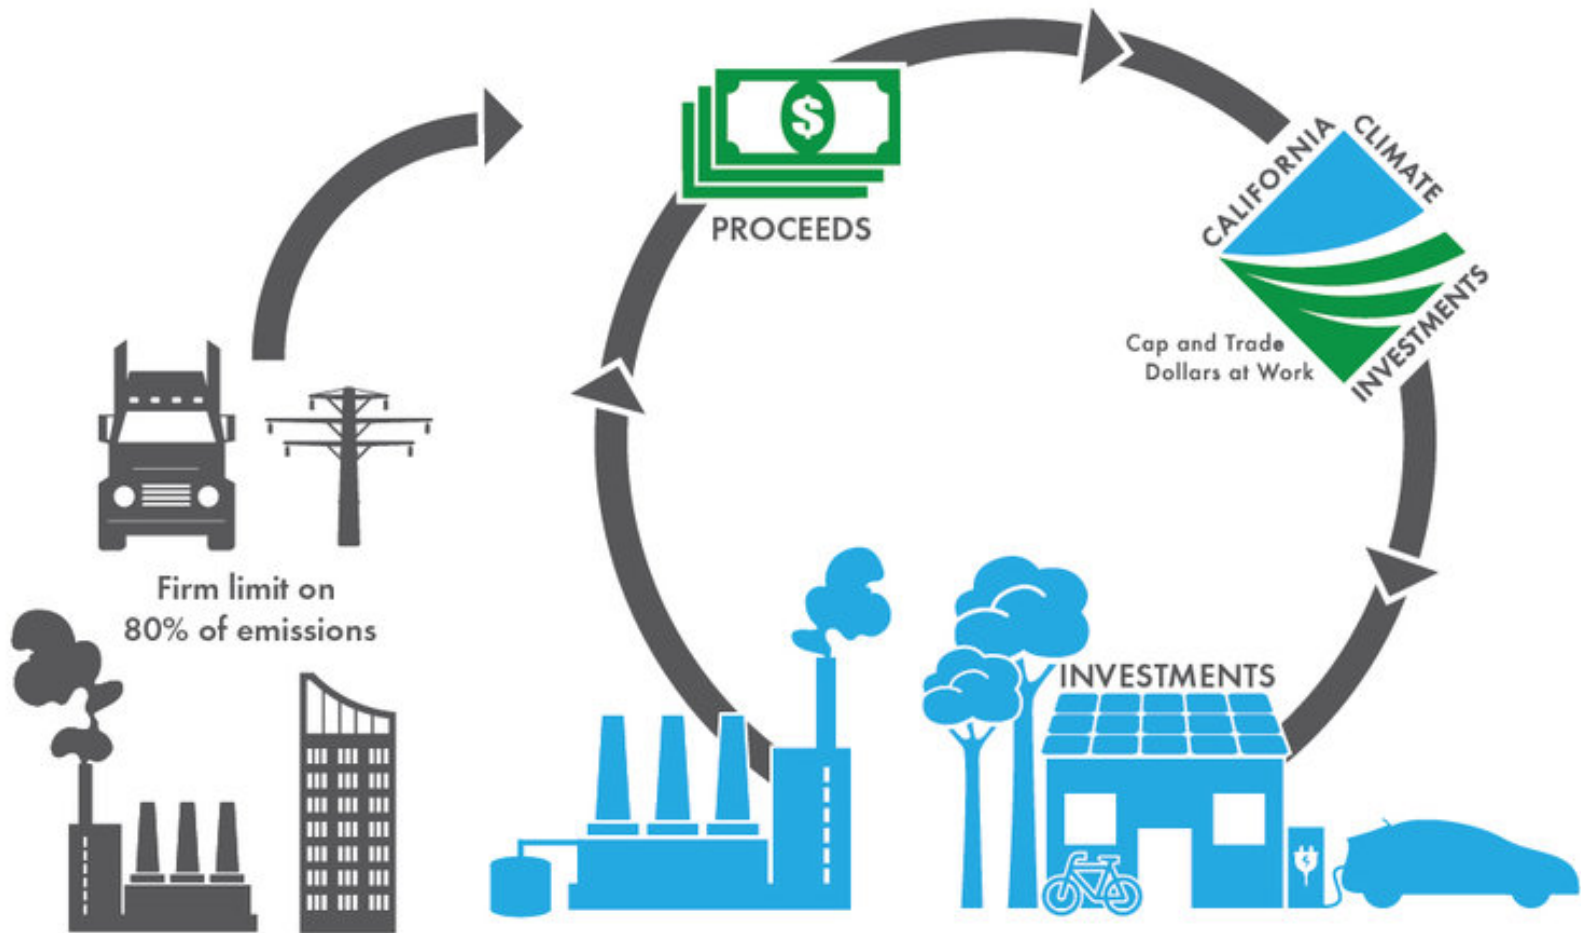 $
PROCEEDS
CALIFORNIA
CLIMATE
INVESTMENTS
Cap and Trade
Dollars at Work
Firm limit on
80% of emissions
INVESTMENTS